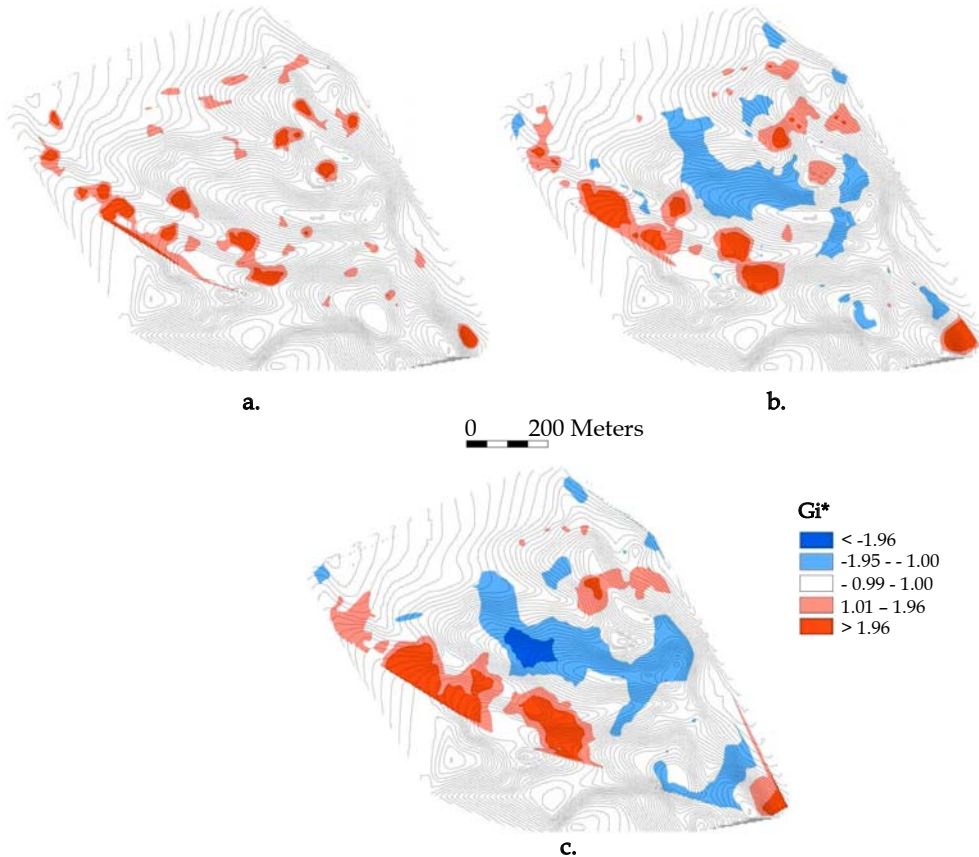 a.
b.
0 200 Meters
Gi*
< -1.96
-1.95 - - 1.00
- 0.99 - 1.00
1.01 – 1.96
> 1.96
c.